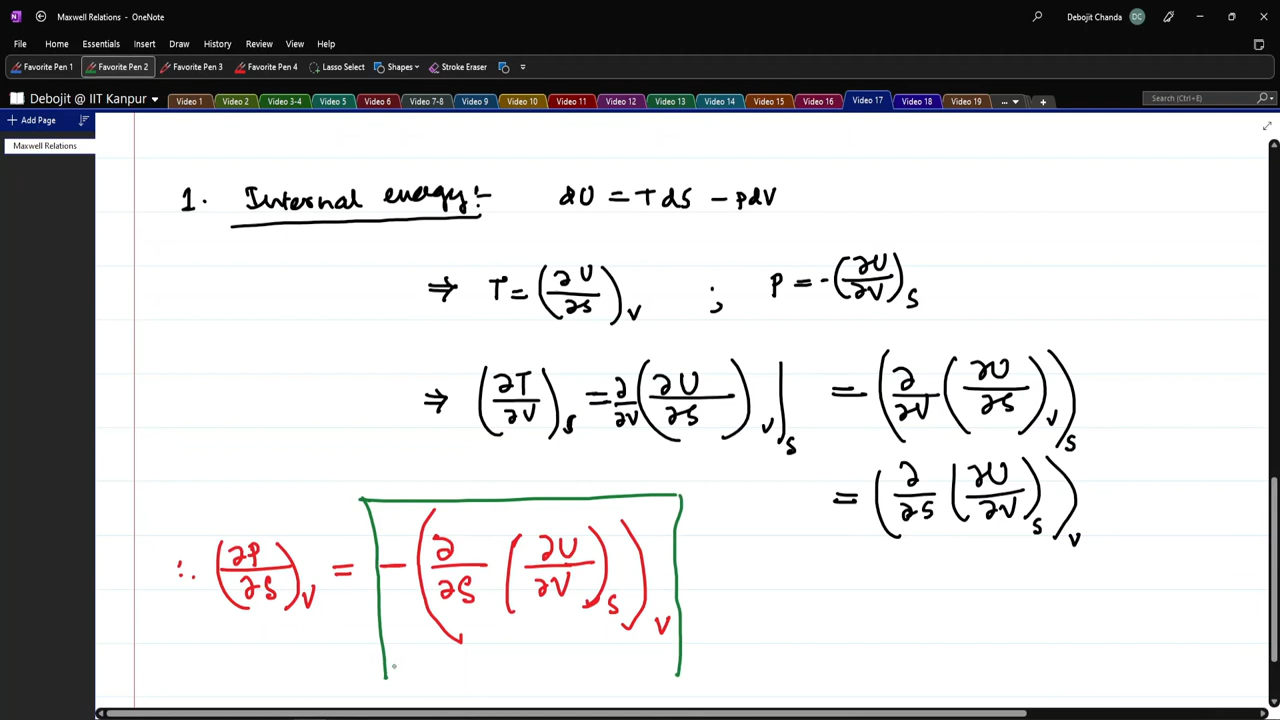 Maxwell Relations - OneNote
Debojit Chanda DC
File Home Essentials Insert Draw History Review View Help
Favorite Pen 1 Favorite Pen 2 Favorite Pen 3 Favorite Pen 4 Lasso Select Shapes Stroke Eraser
Debojit @ IIT Kanpur Video 1 Video 2 Video 3-4 Video 5 Video 6 Video 7-8 Video 9 Video 10 Video 11 Video 12 Video 13 Video 14 Video 15 Video 16 Video 17 Video 18 Video 19 ... + Search (Ctrl+E)
+ Add Page
Maxwell Relations
1. Internal energy:- dU = TdS - PdV
⇒ T = (∂U/∂S)_V ; P = -(∂U/∂V)_S
⇒ (∂T/∂V)_S = ∂/∂V (∂U/∂S)_V |_S = (∂/∂V (∂U/∂S)_V)_S
= (∂/∂S (∂U/∂V)_S)_V
∴ (∂P/∂S)_V = -(∂/∂S (∂U/∂V)_S)_V